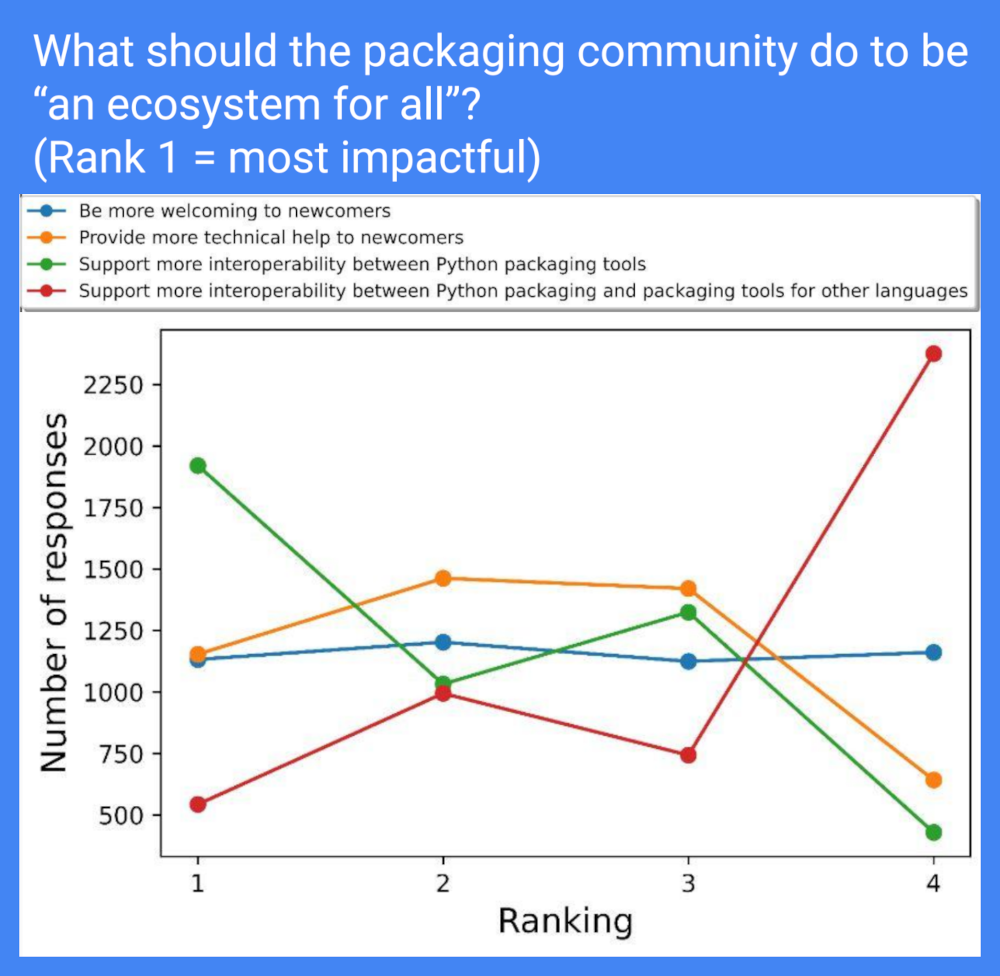 What should the packaging community do to be
“an ecosystem for all”?
(Rank 1 = most impactful)
Be more welcoming to newcomers
Provide more technical help to newcomers
Support more interoperability between Python packaging tools
Support more interoperability between Python packaging and packaging tools for other languages
Number of responses
2250
2000
1750
1500
1250
1000
750
500
1 2 3 4
Ranking